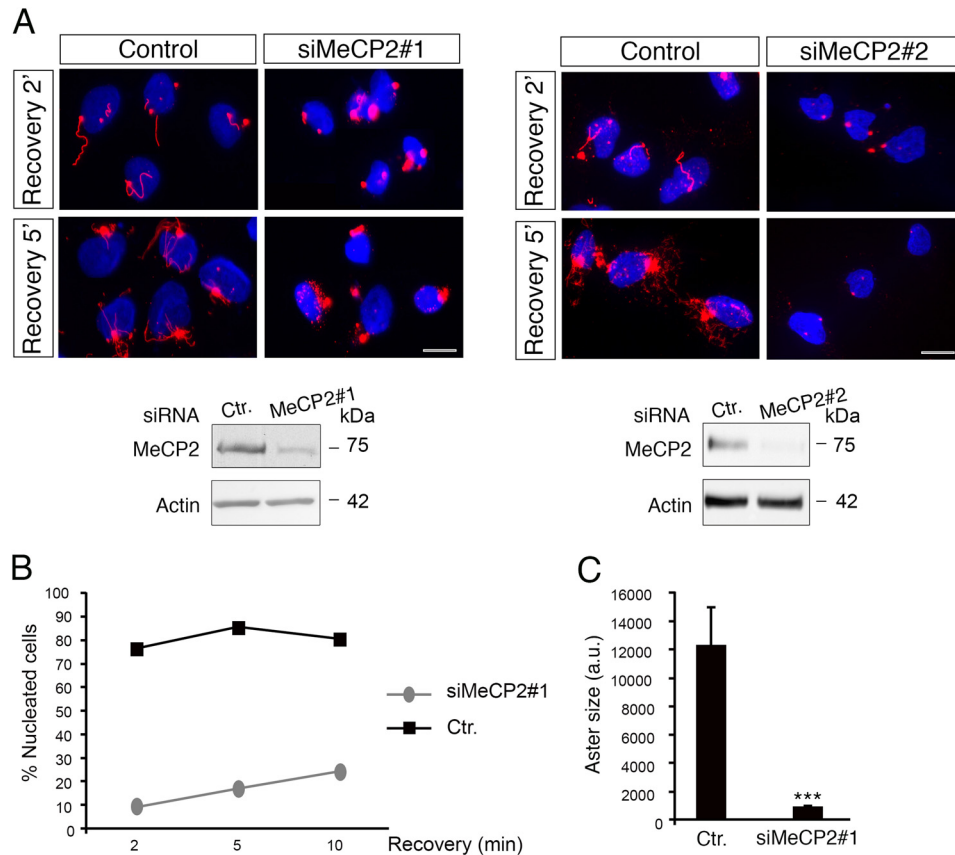 A
Control
siMeCP2#1
Control
siMeCP2#2
Recovery 2’
Recovery 5’
Recovery 2’
Recovery 5’
siRNA Ctr. MeCP2#1 kDa
MeCP2 – 75
Actin – 42
siRNA Ctr. MeCP2#2 kDa
MeCP2 – 75
Actin – 42
B
% Nucleated cells
100
90
80
70
60
50
40
30
20
10
0
2 5 10 Recovery (min)
siMeCP2#1
Ctr.
C
Aster size (a.u.)
16000
14000
12000
10000
8000
6000
4000
2000
0
***
Ctr. siMeCP2#1